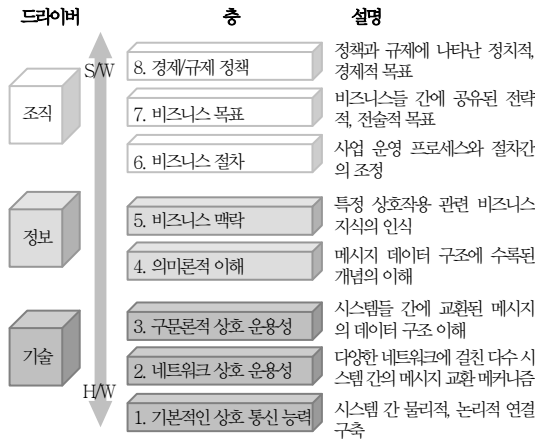 드라이버 층 설명
S/W
조직
8. 경제/규제 정책
정책과 규제에 나타난 정치적,
경제적 목표
7. 비즈니스 목표
비즈니스들 간에 공유된 전략
적, 전술적 목표
6. 비즈니스 절차
사업 운영 프로세스와 절차간
의 조정
정보
5. 비즈니스 맥락
특정 상호작용 관련 비즈니스
지식의 인식
4. 의미론적 이해
메시지 데이터 구조에 수록된
개념의 이해
기술
3. 구문론적 상호 운용성
시스템들 간에 교환된 메시지
의 데이터 구조 이해
2. 네트워크 상호 운용성
다양한 네트워크에 걸친 다수 시
스템 간의 메시지 교환 메커니즘
H/W
1. 기본적인 상호 통신 능력
시스템 간 물리적, 논리적 연결
구축